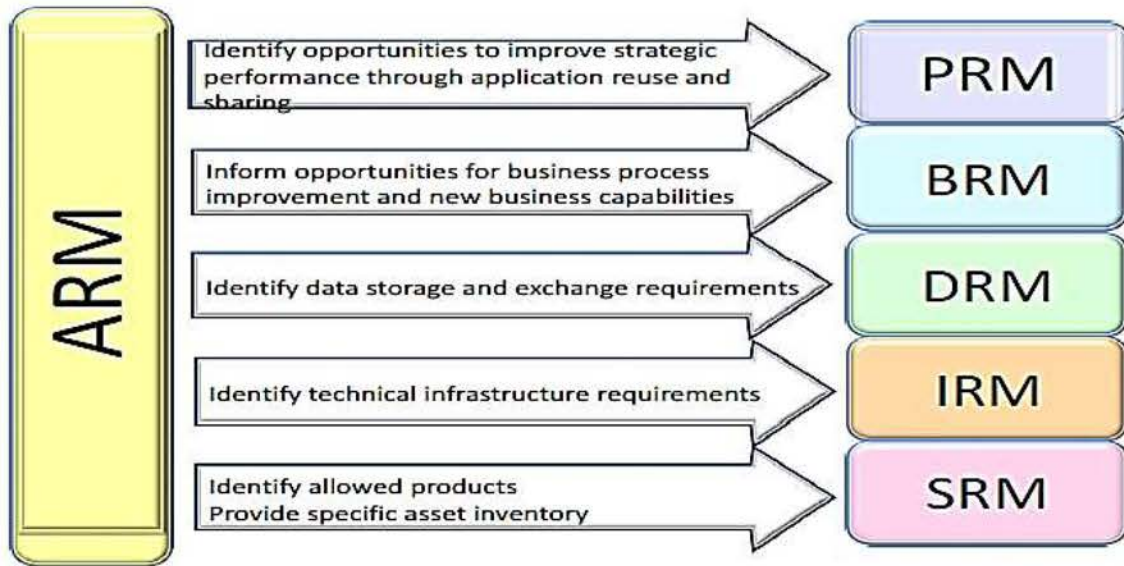 ARM
Identify opportunities to improve strategic
performance through application reuse and
sharing
PRM
Inform opportunities for business process
improvement and new business capabilities
BRM
Identify data storage and exchange requirements
DRM
Identify technical infrastructure requirements
IRM
Identify allowed products
Provide specific asset inventory
SRM